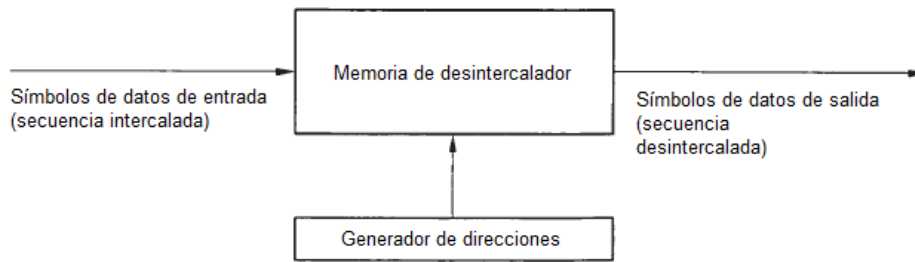 Memoria de desintercalador
Símbolos de datos de entrada
(secuencia intercalada)
Símbolos de datos de salida
(secuencia
desintercalada)
Generador de direcciones